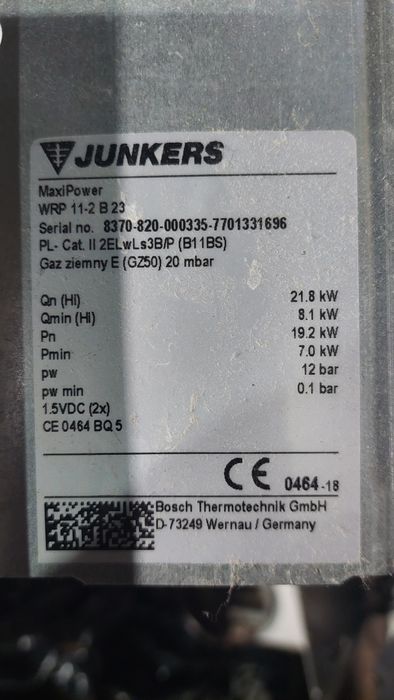 JUNKERS
MaxiPower
WRP 11-2 B 23
Serial no. 8370-820-000335-7701331696
PL- Cat. II 2ELwLs3B/P (B11BS)
Gaz ziemny E (GZ50) 20 mbar
Qn (Hi) 21.8 kW
Qmin (Hi) 8.1 kW
Pn 19.2 kW
Pmin 7.0 kW
pw 12 bar
pw min 0.1 bar
1.5VDC (2x)
CE 0464 BQ 5
CE 0464 -18
Bosch Thermotechnik GmbH
D-73249 Wernau / Germany